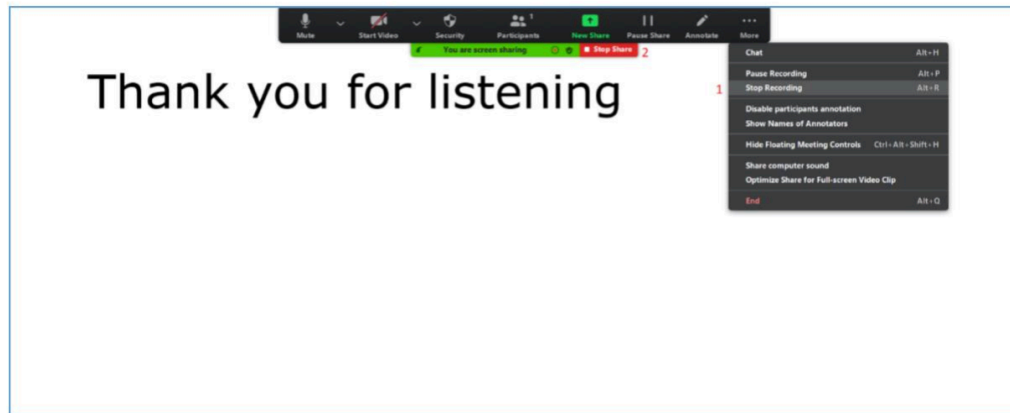 1
Mute Start Video Security Participants New Share Pause Share Annotate More
You are screen sharing Stop Share 2
Thank you for listening
Chat Alt+H
Pause Recording Alt+P
1 Stop Recording Alt+R
Disable participants annotation
Show Names of Annotators
Hide Floating Meeting Controls Ctrl+Alt+Shift+H
Share computer sound
Optimize Share for Full-screen Video Clip
End Alt+Q